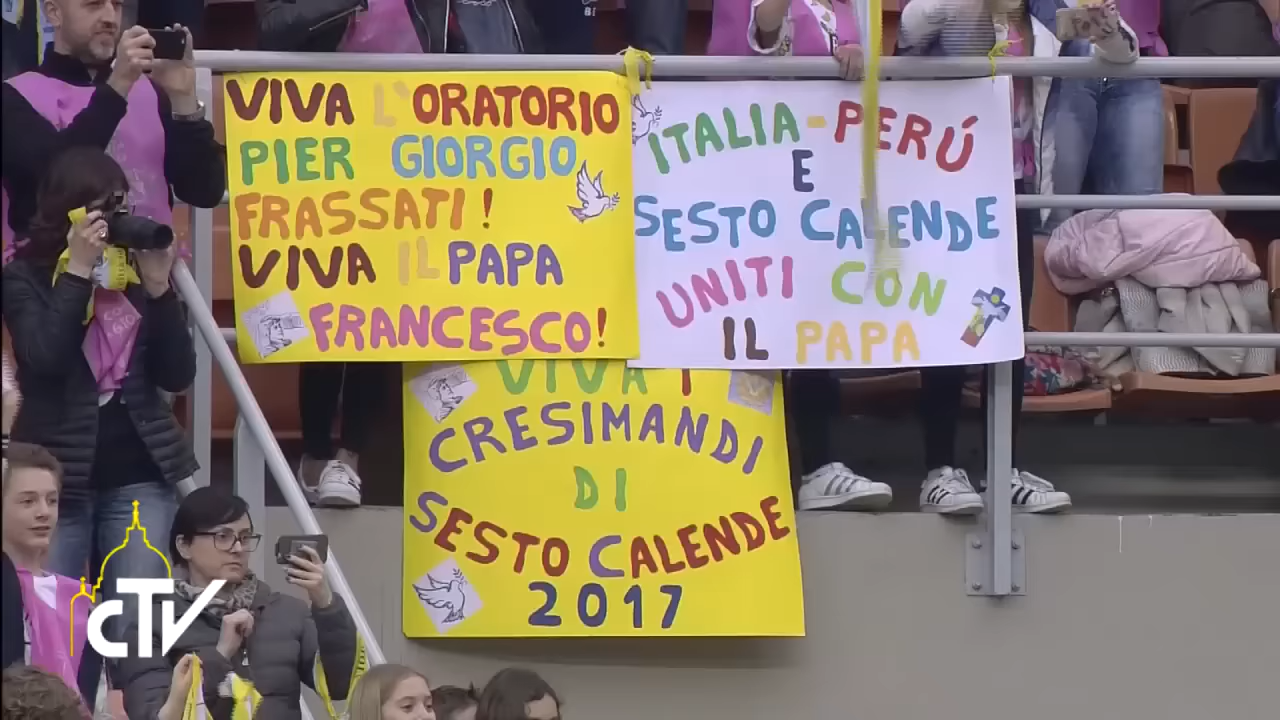 VIVA L'ORATORIO
PIER GIORGIO
FRASSATI!
VIVA IL PAPA
FRANCESCO!
ITALIA-PERÚ
E
SESTO CALENDE
UNITI CON
IL PAPA
VIVA I
CRESIMANDI
DI
SESTO CALENDE
2017
CTV